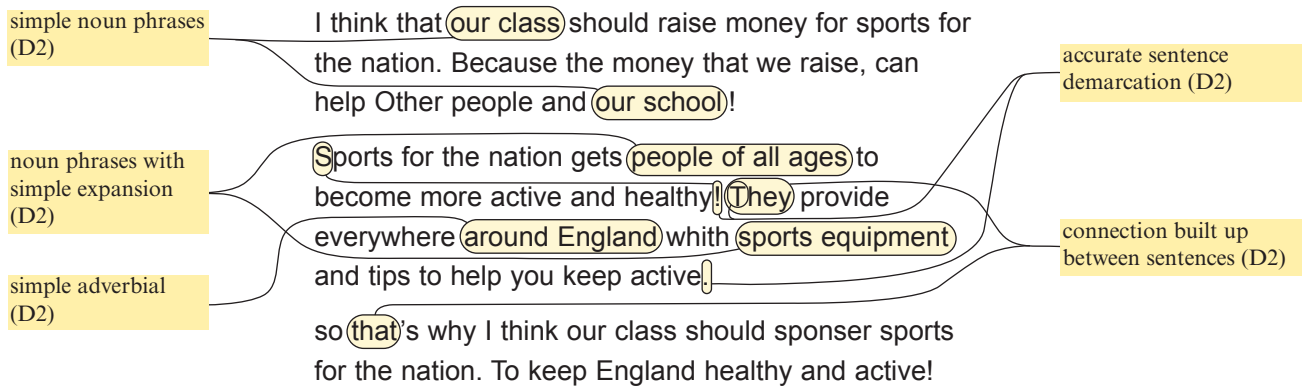 simple noun phrases
(D2)
noun phrases with
simple expansion
(D2)
simple adverbial
(D2)
I think that our class should raise money for sports for
the nation. Because the money that we raise, can
help Other people and our school!
Sports for the nation gets people of all ages to
become more active and healthy! They provide
everywhere around England whith sports equipment
and tips to help you keep active.
so that's why I think our class should sponser sports
for the nation. To keep England healthy and active!
accurate sentence
demarcation (D2)
connection built up
between sentences (D2)